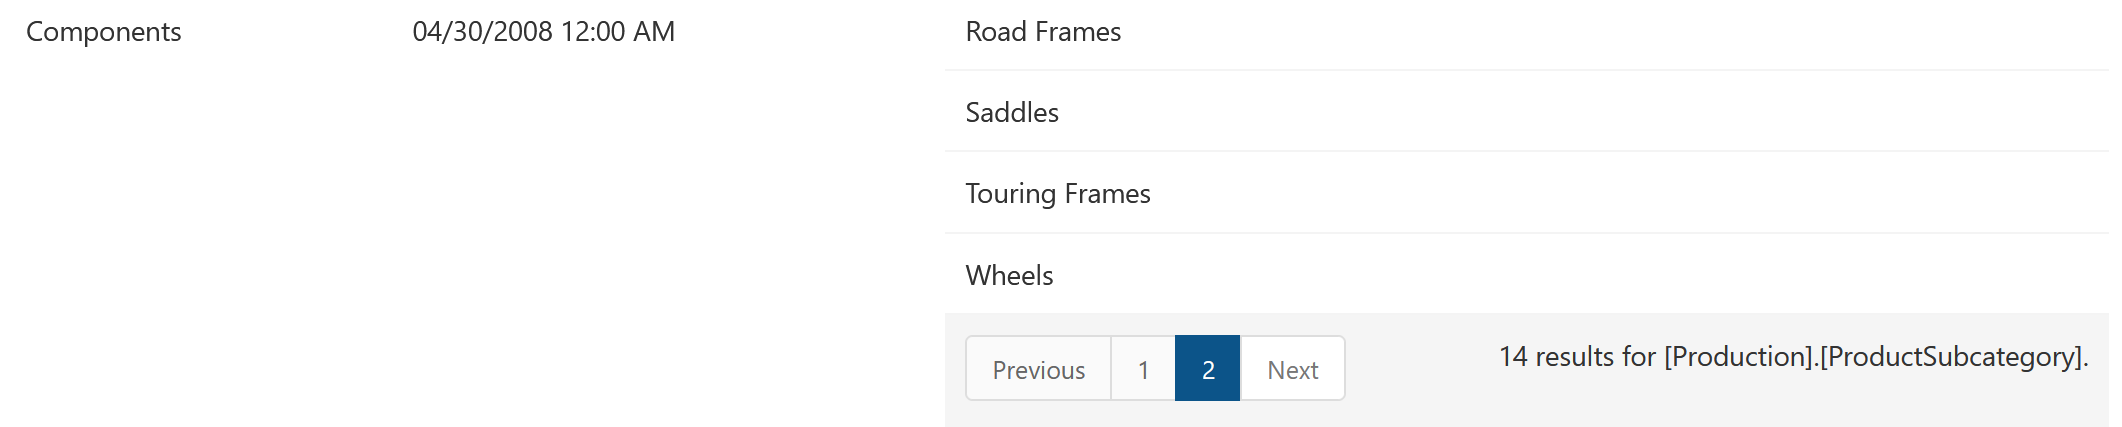 Components 04/30/2008 12:00 AM Road Frames
Saddles
Touring Frames
Wheels
Previous 1 2 Next 14 results for [Production].[ProductSubcategory].